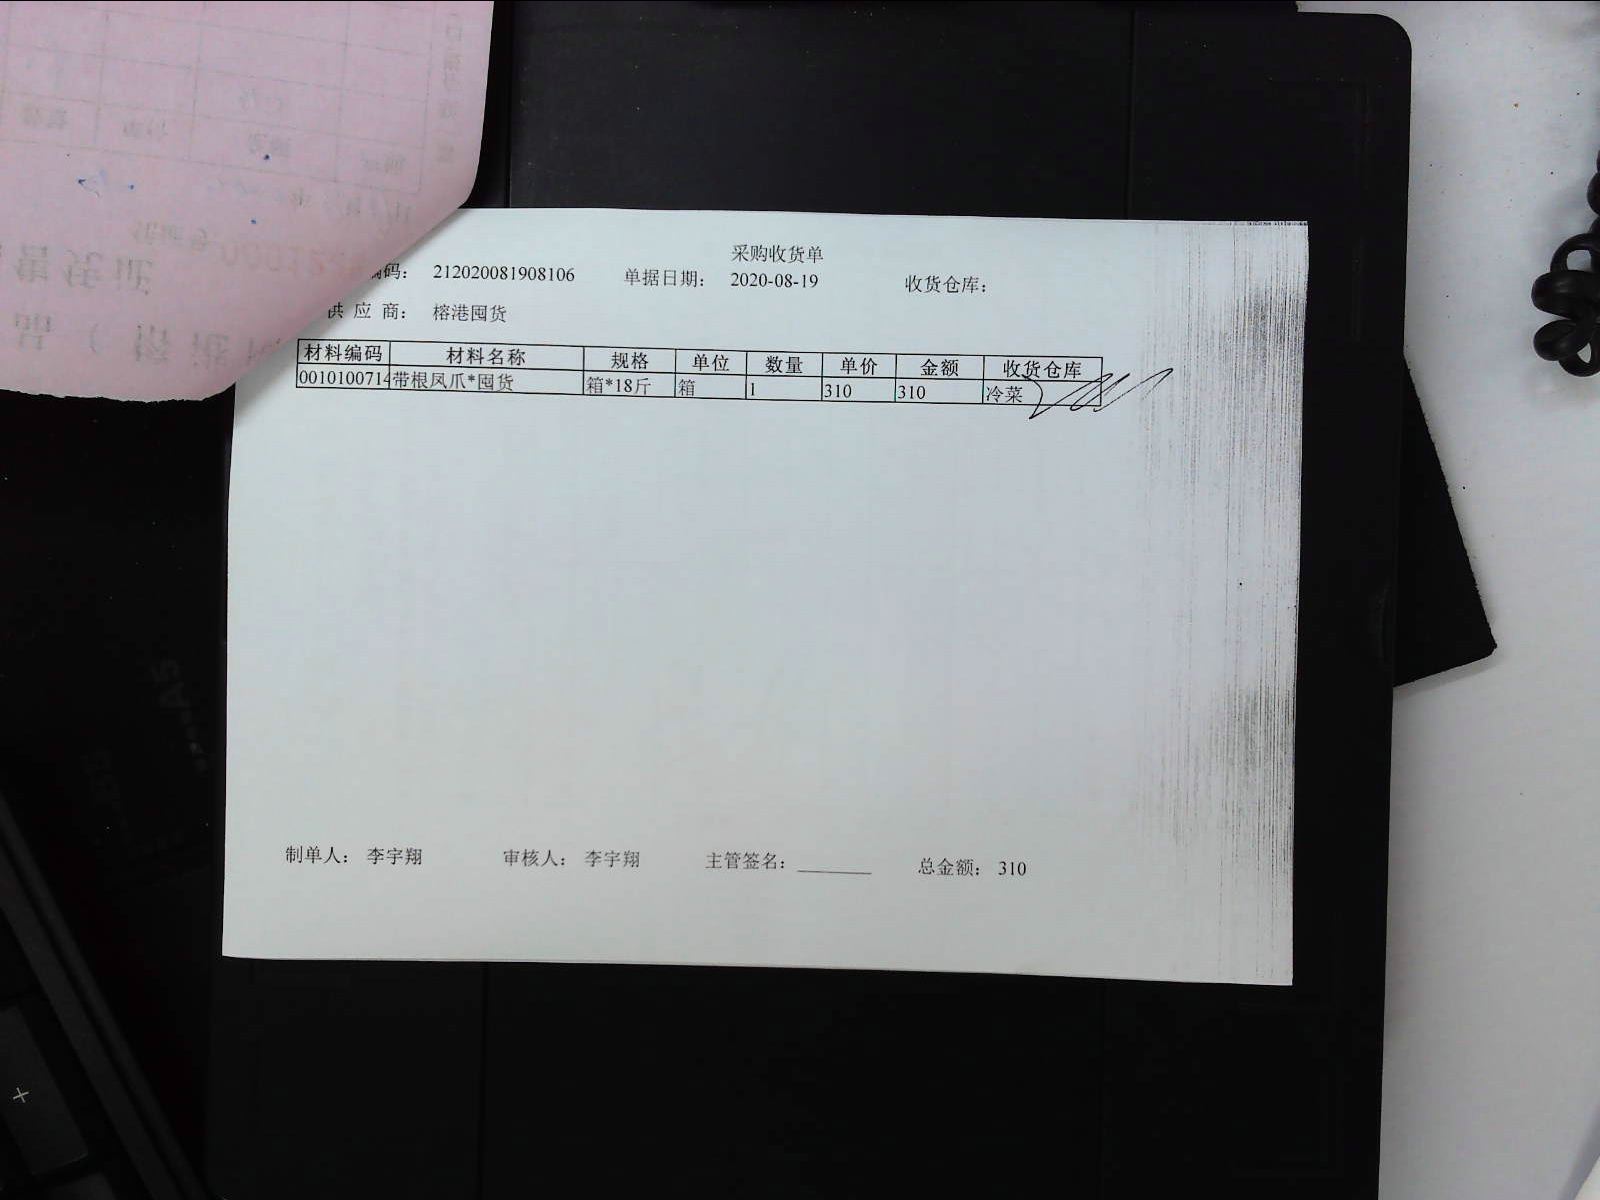 采购收货单
编码: 212020081908106 单据日期: 2020-08-19 收货仓库:
供 应 商: 榕港囤货
材料编码 材料名称 规格 单位 数量 单价 金额 收货仓库
0010100714 带根凤爪*囤货 箱*18斤 箱 1 310 310 冷菜
制单人: 李宇翔 审核人: 李宇翔 主管签名: 总金额: 310